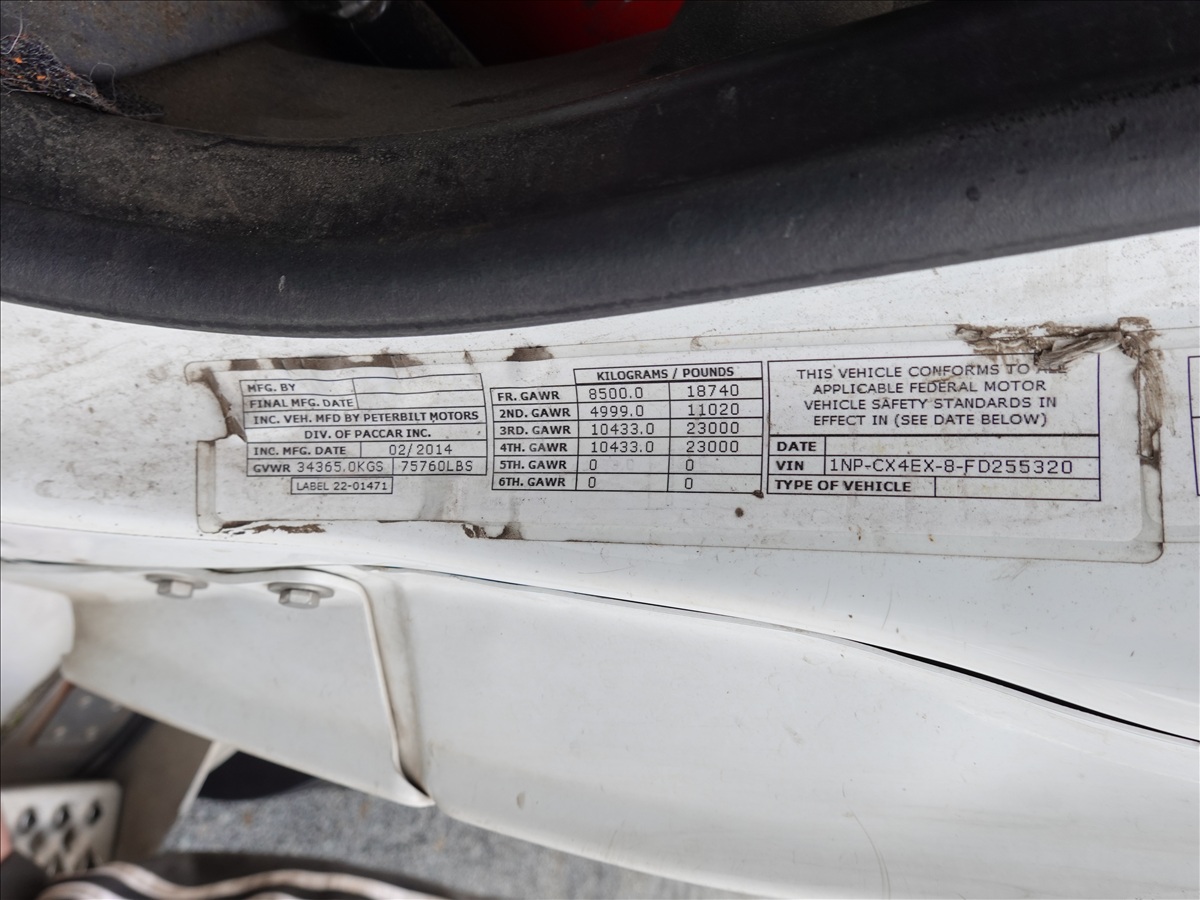 MFG. BY
FINAL MFG. DATE
INC. VEH. MFD BY PETERBILT MOTORS
DIV. OF PACCAR INC.
INC. MFG. DATE 02/2014
GVWR 34365.0KGS 75760LBS
LABEL 22-01471
KILOGRAMS / POUNDS
FR. GAWR 8500.0 18740
2ND. GAWR 4999.0 11020
3RD. GAWR 10433.0 23000
4TH. GAWR 10433.0 23000
5TH. GAWR 0 0
6TH. GAWR 0 0
THIS VEHICLE CONFORMS TO ALL
APPLICABLE FEDERAL MOTOR
VEHICLE SAFETY STANDARDS IN
EFFECT IN (SEE DATE BELOW)
DATE
VIN 1NP-CX4EX-8-FD255320
TYPE OF VEHICLE